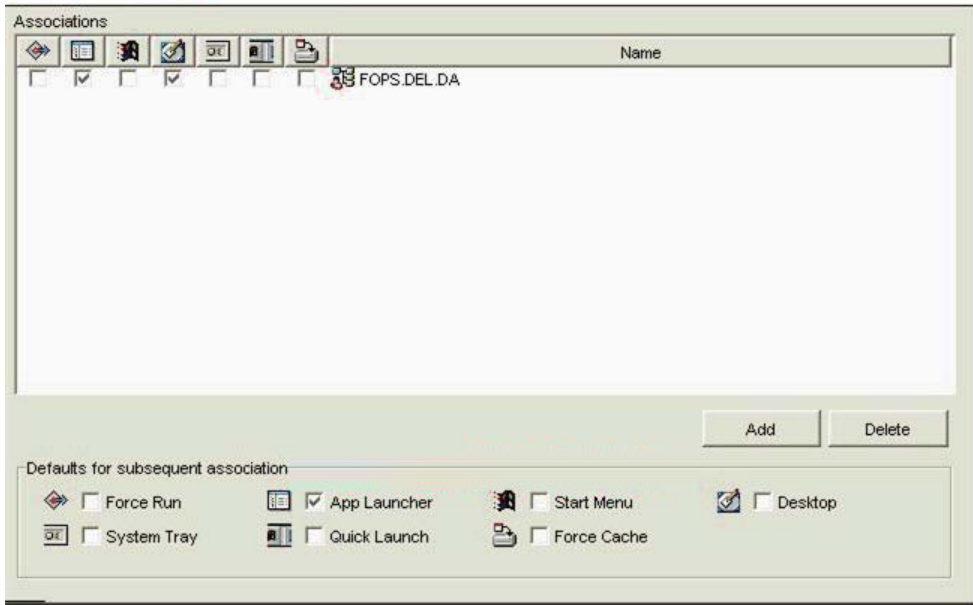 Associations
Name
FOPS.DEL.DA
Add Delete
Defaults for subsequent association
Force Run App Launcher Start Menu Desktop
System Tray Quick Launch Force Cache